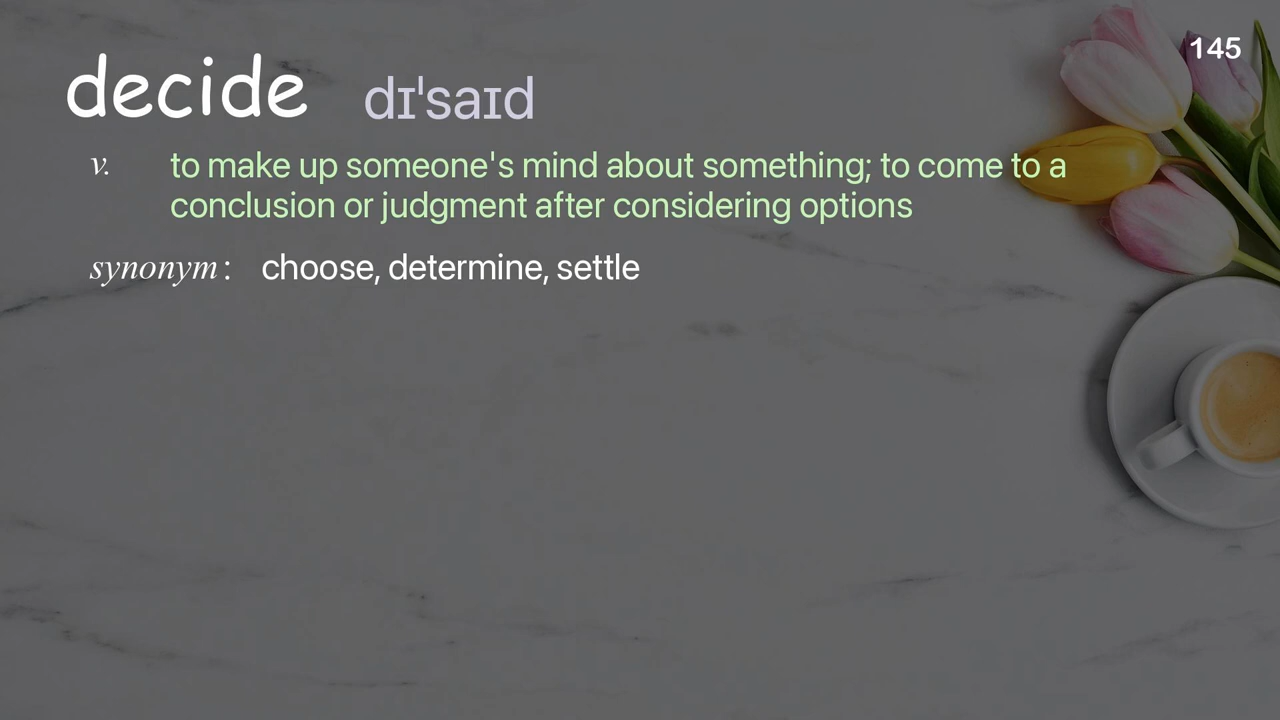 145
decide dɪˈsaɪd
v. to make up someone's mind about something; to come to a
conclusion or judgment after considering options
synonym: choose, determine, settle